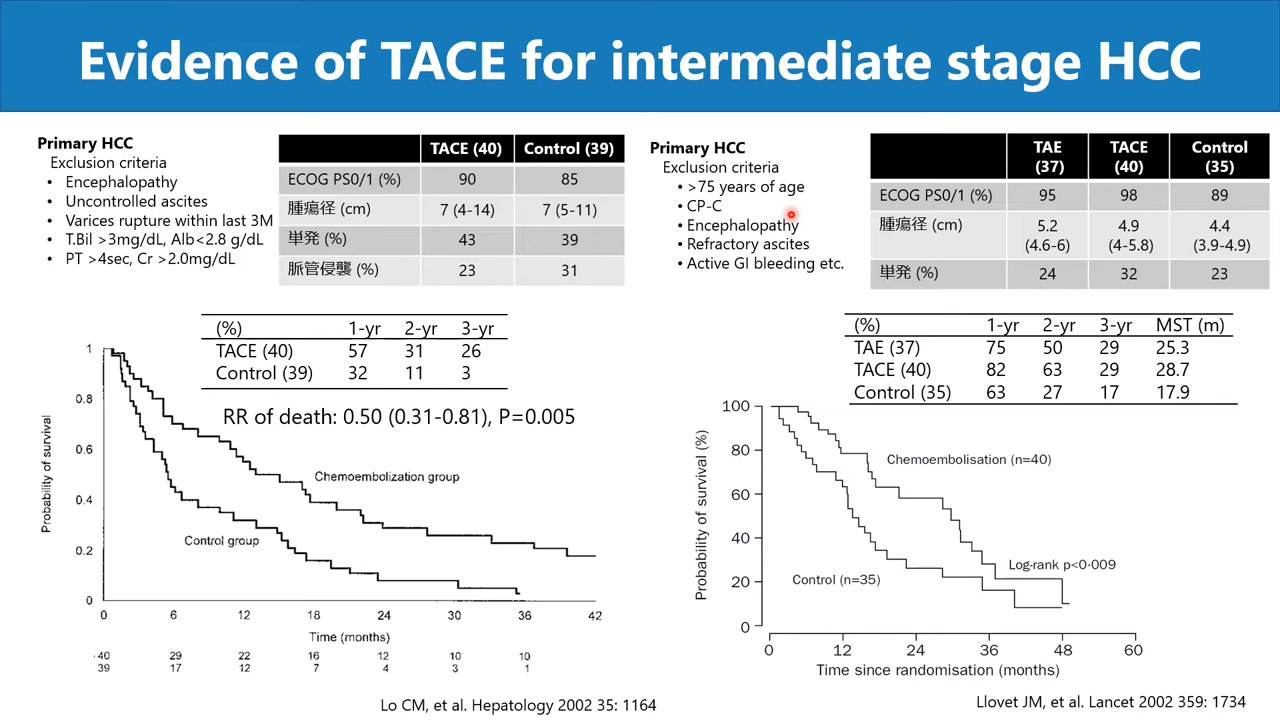 Evidence of TACE for intermediate stage HCC
Primary HCC
Exclusion criteria
• Encephalopathy
• Uncontrolled ascites
• Varices rupture within last 3M
• T.Bil >3mg/dL, Alb<2.8 g/dL
• PT >4sec, Cr >2.0mg/dL
TACE (40) Control (39)
ECOG PS0/1 (%) 90 85
腫瘍径 (cm) 7 (4-14) 7 (5-11)
単発 (%) 43 39
脈管侵襲 (%) 23 31
(%) 1-yr 2-yr 3-yr
TACE (40) 57 31 26
Control (39) 32 11 3
RR of death: 0.50 (0.31-0.81), P=0.005
Probability of survival
1
0.8
0.6
0.4
0.2
0
Chemoembolization group
Control group
0 6 12 18 24 30 36 42
Time (months)
40 29 22 16 12 10 10
39 17 12 7 4 3 1
Lo CM, et al. Hepatology 2002 35: 1164
Primary HCC
Exclusion criteria
• >75 years of age
• CP-C
• Encephalopathy
• Refractory ascites
• Active GI bleeding etc.
TAE (37) TACE (40) Control (35)
ECOG PS0/1 (%) 95 98 89
腫瘍径 (cm) 5.2 (4.6-6) 4.9 (4-5.8) 4.4 (3.9-4.9)
単発 (%) 24 32 23
(%) 1-yr 2-yr 3-yr MST (m)
TAE (37) 75 50 29 25.3
TACE (40) 82 63 29 28.7
Control (35) 63 27 17 17.9
Probability of survival (%)
100
80
60
40
20
0
Chemoembolisation (n=40)
Log-rank p<0·009
Control (n=35)
0 12 24 36 48 60
Time since randomisation (months)
Llovet JM, et al. Lancet 2002 359: 1734